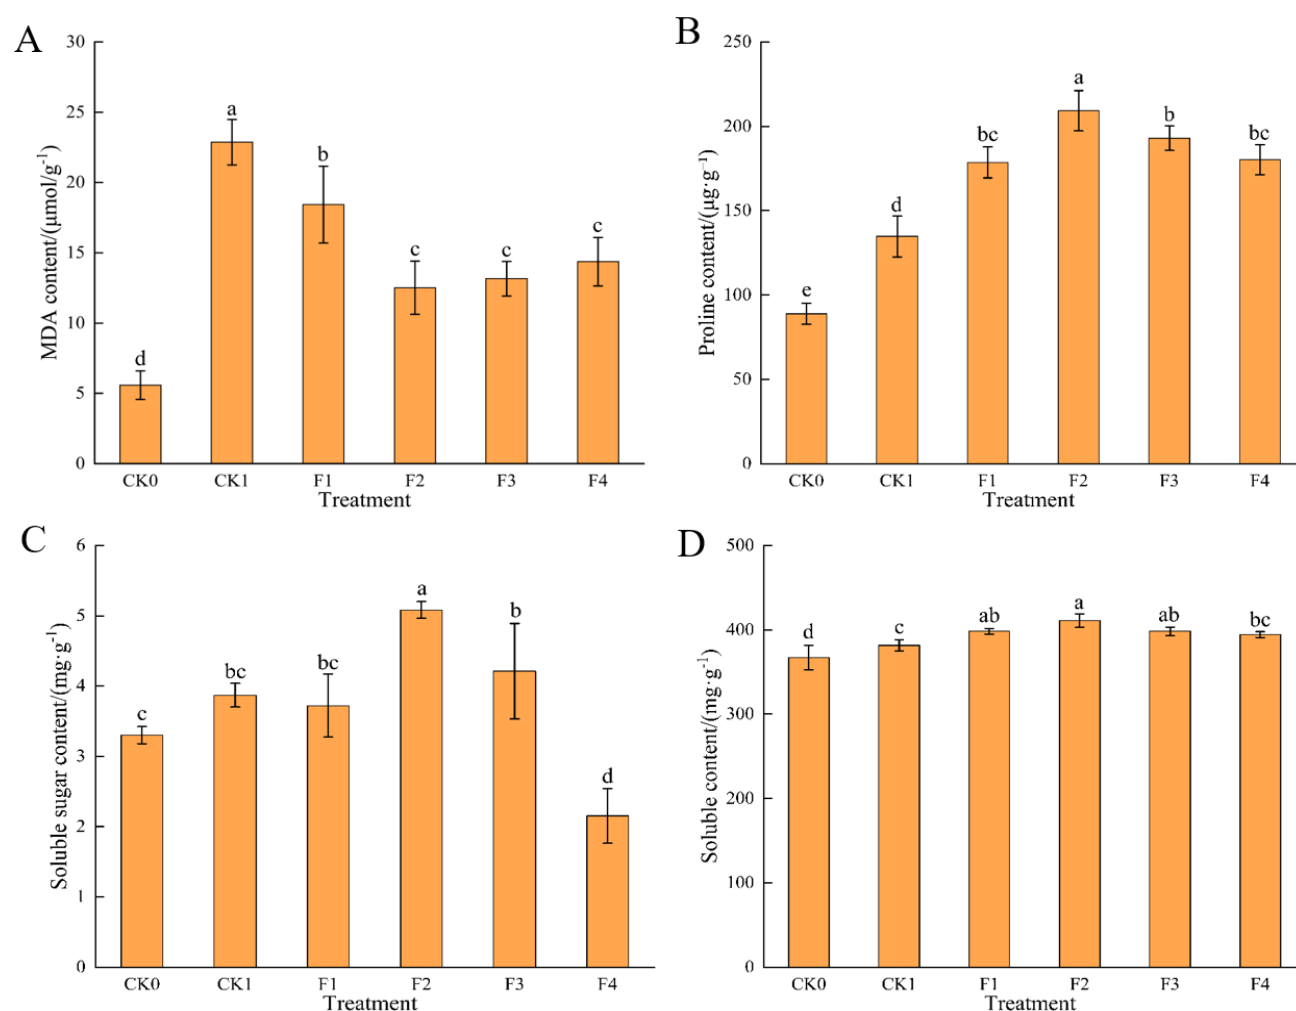 A
30
25
20
15
10
5
0
MDA content/(μmol/g⁻¹)
d
a
b
c
c
c
CK0 CK1 F1 F2 F3 F4
Treatment
B
250
200
150
100
50
0
Proline content/(μg·g⁻¹)
e
d
bc
a
b
bc
CK0 CK1 F1 F2 F3 F4
Treatment
C
6
5
4
3
2
1
0
Soluble sugar content/(mg·g⁻¹)
c
bc
bc
a
b
d
CK0 CK1 F1 F2 F3 F4
Treatment
D
500
400
300
200
100
0
Soluble content/(mg·g⁻¹)
d
c
ab
a
ab
bc
CK0 CK1 F1 F2 F3 F4
Treatment